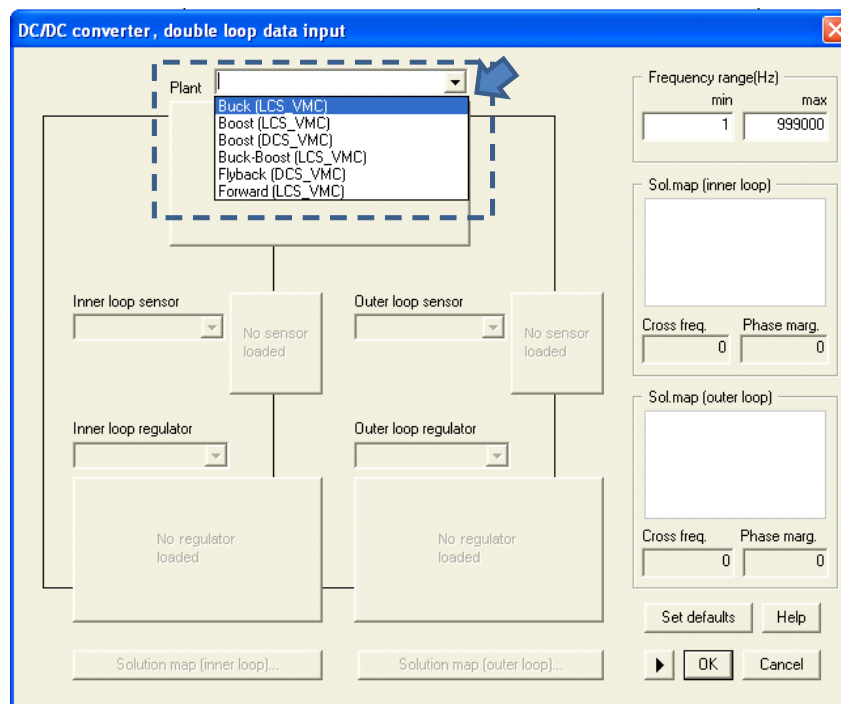 DC/DC converter, double loop data input
Plant
Buck (LCS_VMC)
Boost (LCS_VMC)
Boost (DCS_VMC)
Buck-Boost (LCS_VMC)
Flyback (DCS_VMC)
Forward (LCS_VMC)
Frequency range(Hz)
min max
1 999000
Sol.map (inner loop)
Cross freq. Phase marg.
0 0
Inner loop sensor
No sensor
loaded
Outer loop sensor
No sensor
loaded
Inner loop regulator
No regulator
loaded
Outer loop regulator
No regulator
loaded
Sol.map (outer loop)
Cross freq. Phase marg.
0 0
Set defaults Help
Solution map (inner loop)... Solution map (outer loop)...
OK Cancel